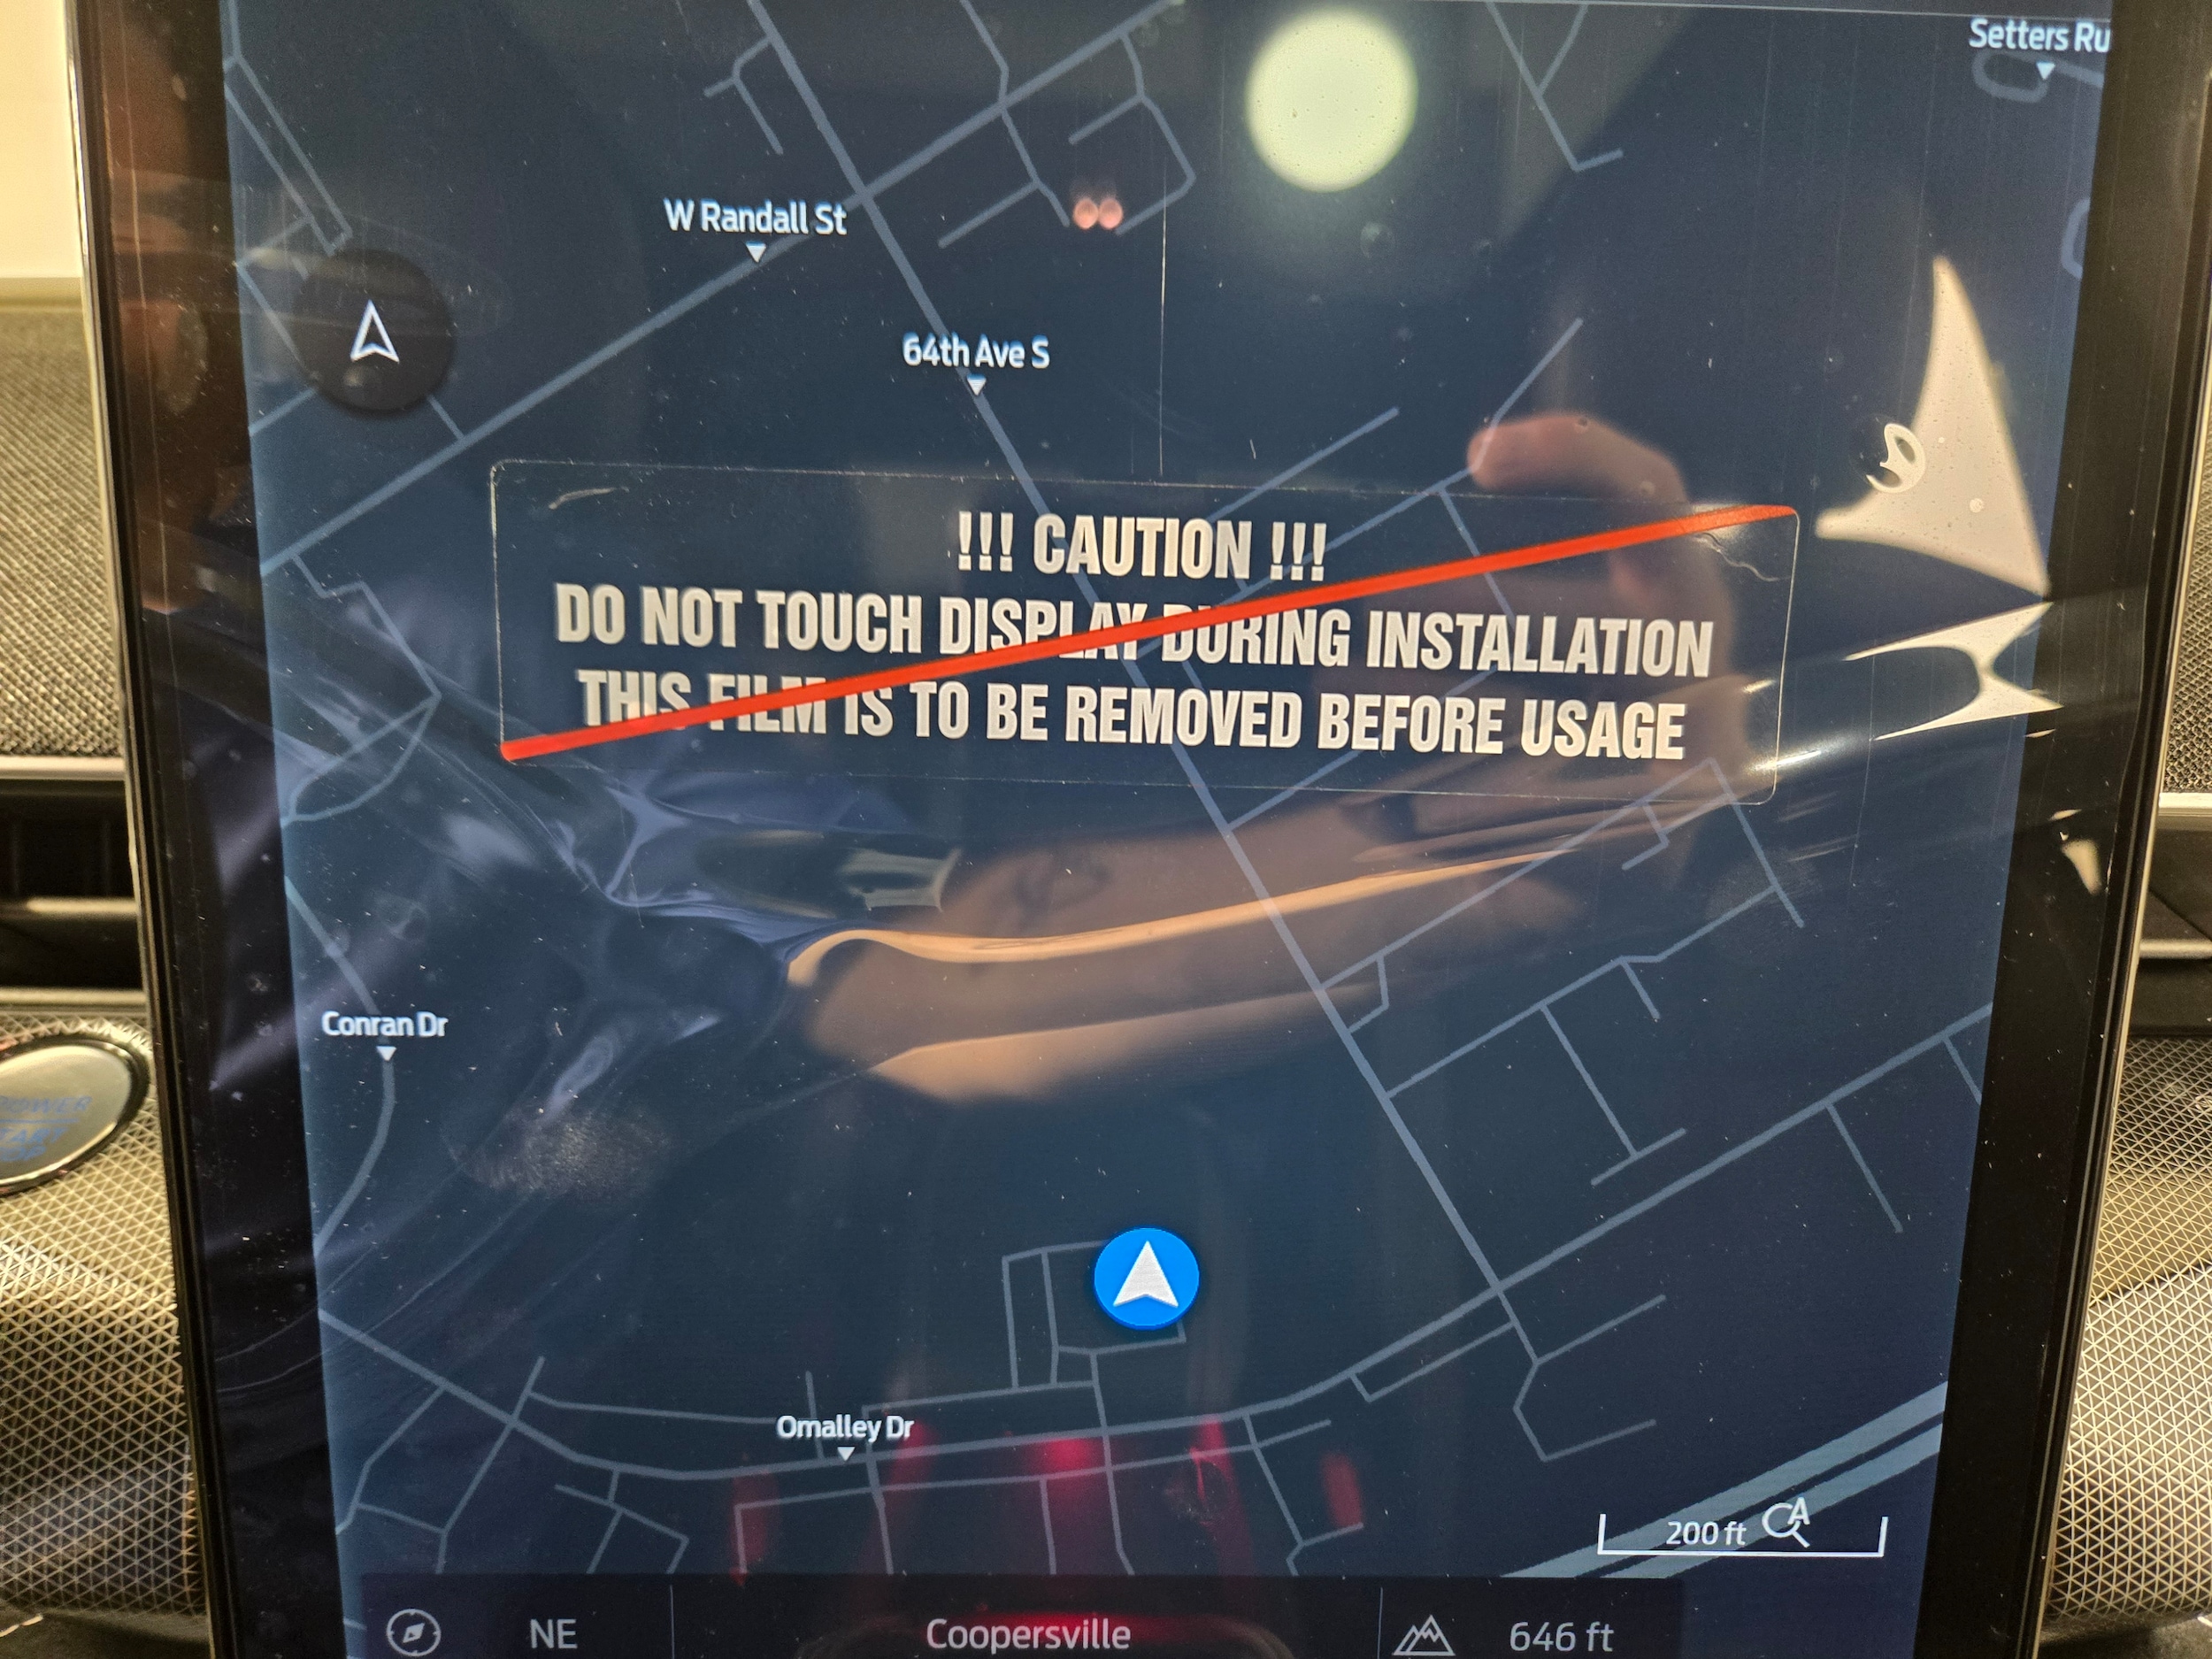 Setters Ru
W Randall St
64th Ave S
!!! CAUTION !!!
DO NOT TOUCH DISPLAY DURING INSTALLATION
THIS FILM IS TO BE REMOVED BEFORE USAGE
Conran Dr
Omalley Dr
200 ft A
NE
Coopersville
646 ft